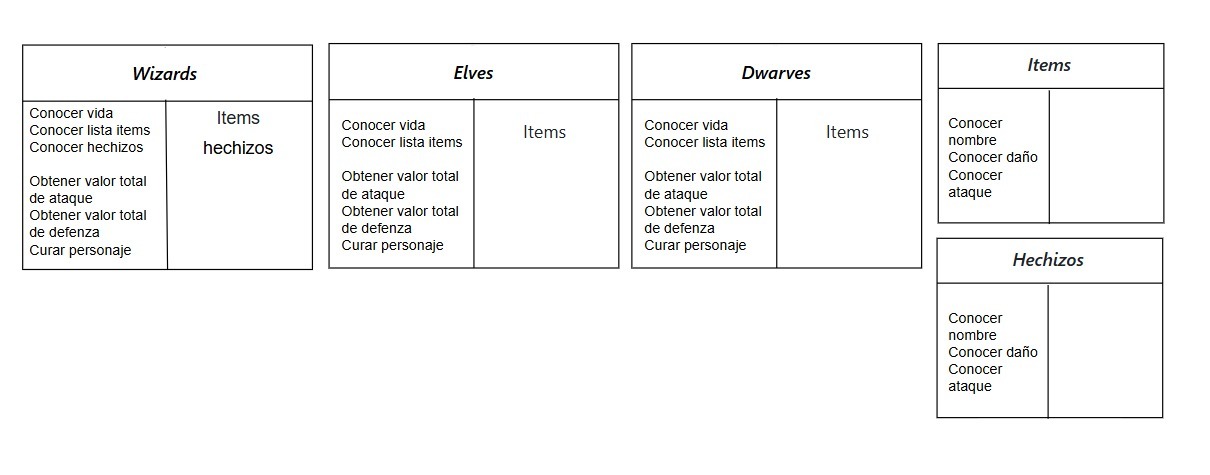 Wizards
Conocer vida
Conocer lista items
Conocer hechizos
Obtener valor total
de ataque
Obtener valor total
de defenza
Curar personaje
Items
hechizos
Elves
Conocer vida
Conocer lista items
Obtener valor total
de ataque
Obtener valor total
de defenza
Curar personaje
Items
Dwarves
Conocer vida
Conocer lista items
Obtener valor total
de ataque
Obtener valor total
de defenza
Curar personaje
Items
Items
Conocer
nombre
Conocer daño
Conocer
ataque
Hechizos
Conocer
nombre
Conocer daño
Conocer
ataque